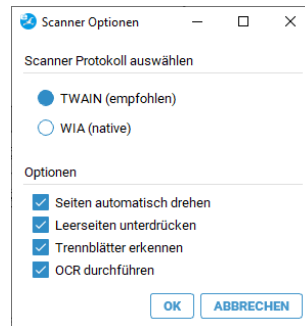 Scanner Optionen
Scanner Protokoll auswählen
TWAIN (empfohlen)
WIA (native)
Optionen
Seiten automatisch drehen
Leerseiten unterdrücken
Trennblätter erkennen
OCR durchführen
OK ABBRECHEN